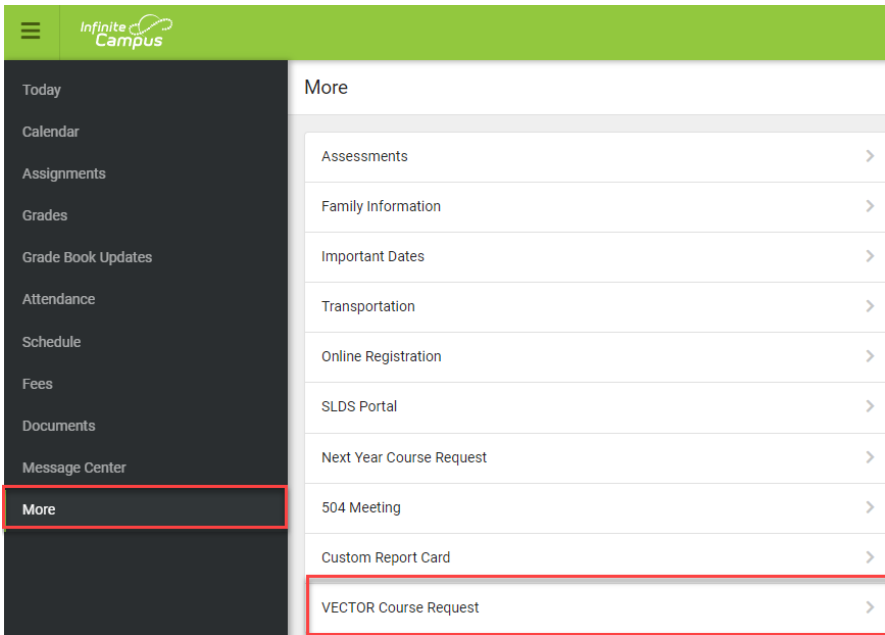 Infinite
Campus
Today
Calendar
Assignments
Grades
Grade Book Updates
Attendance
Schedule
Fees
Documents
Message Center
More
More
Assessments
Family Information
Important Dates
Transportation
Online Registration
SLDS Portal
Next Year Course Request
504 Meeting
Custom Report Card
VECTOR Course Request